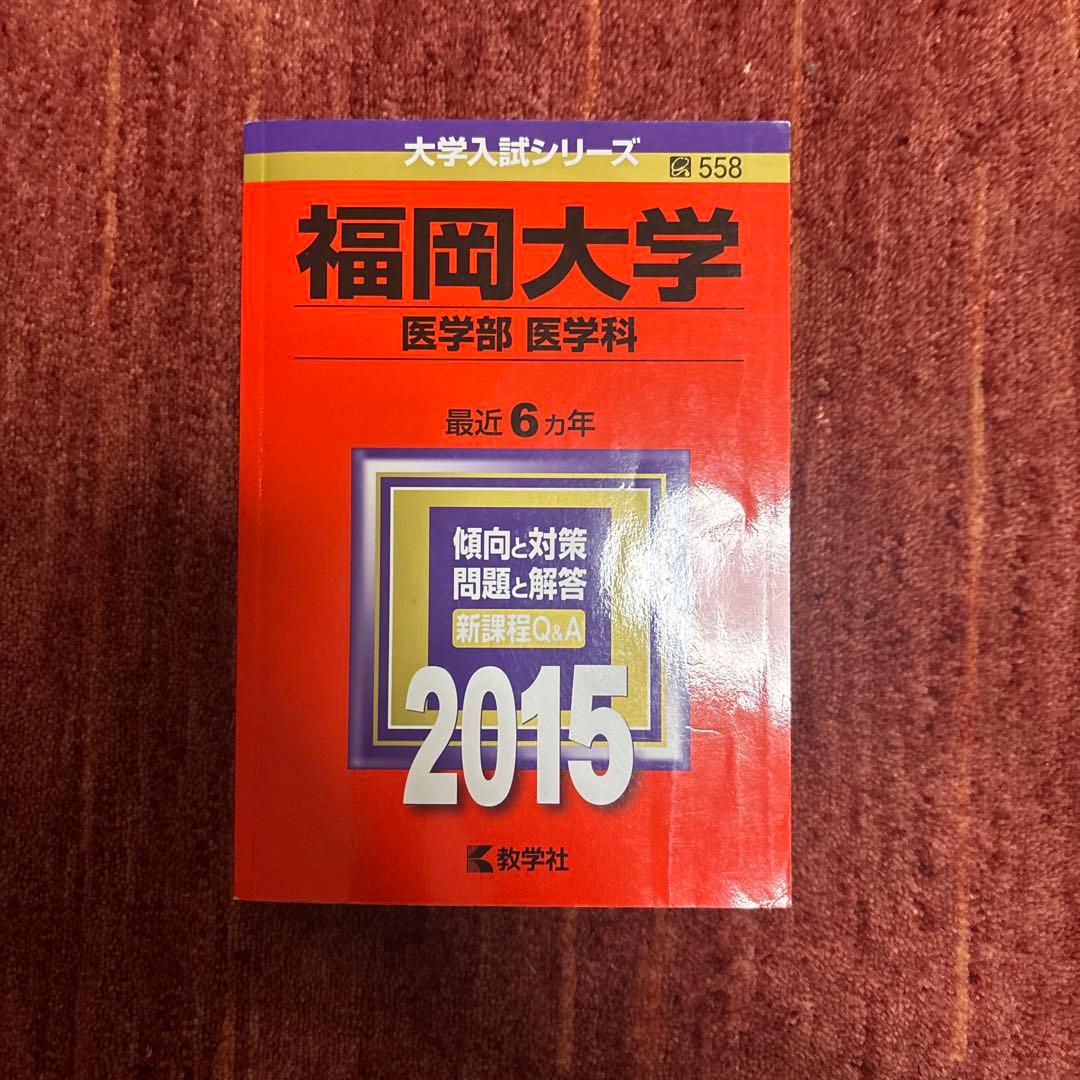 大学入試シリーズ
558
福岡大学
医学部 医学科
最近6カ年
傾向と対策
問題と解答
新課程Q&A
2015
教学社